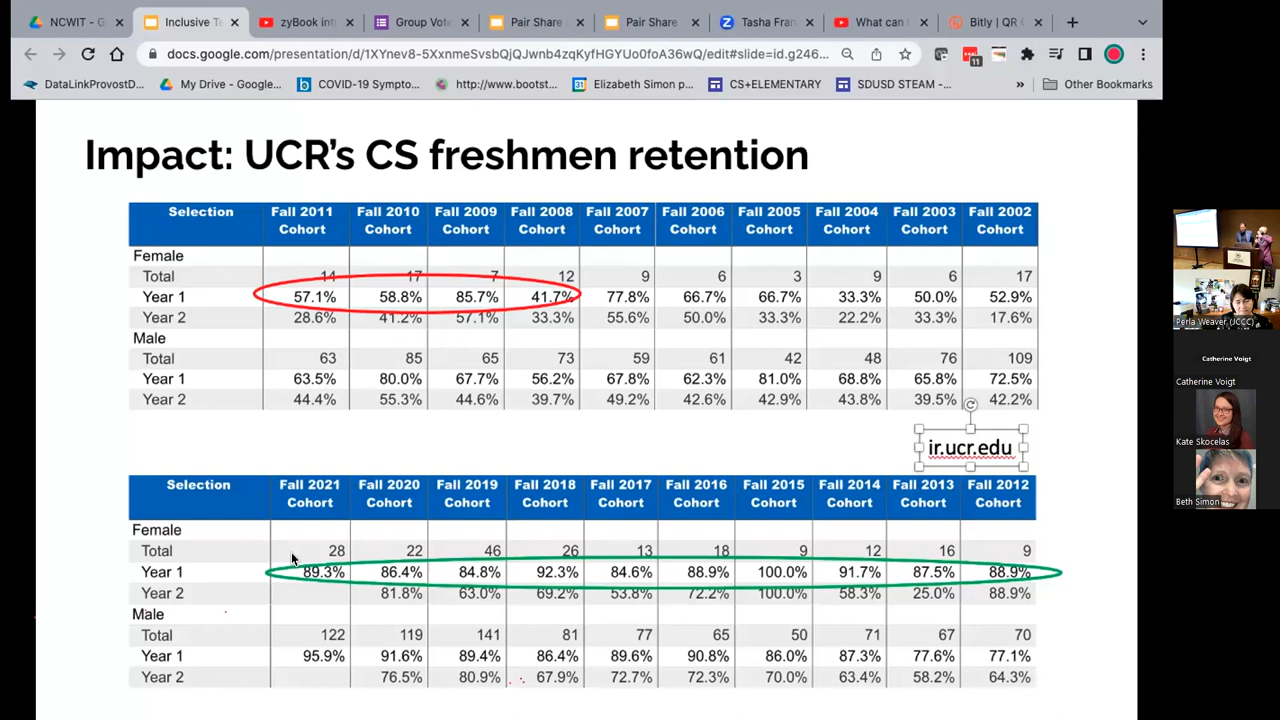 NCWIT - G
Inclusive Te
zyBook int
Group Vote
Pair Share
Pair Share
Tasha Fran
What can I
Bitly | QR C
docs.google.com/presentation/d/1XYnev8-5XxnmeSvsbQjQJwnb4zqKyfHGYUo0foA36wQ/edit#slide=id.g246...
11
DataLinkProvostD...
My Drive - Google...
COVID-19 Sympto...
http://www.bootst...
Elizabeth Simon p...
CS+ELEMENTARY
SDUSD STEAM -...
»
Other Bookmarks
Impact: UCR's CS freshmen retention
Selection Fall 2011 Cohort Fall 2010 Cohort Fall 2009 Cohort Fall 2008 Cohort Fall 2007 Cohort Fall 2006 Cohort Fall 2005 Cohort Fall 2004 Cohort Fall 2003 Cohort Fall 2002 Cohort
Female
Total 14 17 7 12 9 6 3 9 6 17
Year 1 57.1% 58.8% 85.7% 41.7% 77.8% 66.7% 66.7% 33.3% 50.0% 52.9%
Year 2 28.6% 41.2% 57.1% 33.3% 55.6% 50.0% 33.3% 22.2% 33.3% 17.6%
Male
Total 63 85 65 73 59 61 42 48 76 109
Year 1 63.5% 80.0% 67.7% 56.2% 67.8% 62.3% 81.0% 68.8% 65.8% 72.5%
Year 2 44.4% 55.3% 44.6% 39.7% 49.2% 42.6% 42.9% 43.8% 39.5% 42.2%
ir.ucr.edu
Selection Fall 2021 Cohort Fall 2020 Cohort Fall 2019 Cohort Fall 2018 Cohort Fall 2017 Cohort Fall 2016 Cohort Fall 2015 Cohort Fall 2014 Cohort Fall 2013 Cohort Fall 2012 Cohort
Female
Total 28 22 46 26 13 18 9 12 16 9
Year 1 89.3% 86.4% 84.8% 92.3% 84.6% 88.9% 100.0% 91.7% 87.5% 88.9%
Year 2 81.8% 63.0% 69.2% 53.8% 72.2% 100.0% 58.3% 25.0% 88.9%
Male
Total 122 119 141 81 77 65 50 71 67 70
Year 1 95.9% 91.6% 89.4% 86.4% 89.6% 90.8% 86.0% 87.3% 77.6% 77.1%
Year 2 76.5% 80.9% 67.9% 72.7% 72.3% 70.0% 63.4% 58.2% 64.3%
Perla Weaver (JCCC)
Catherine Voigt
Catherine Voigt
Kate Skocelas
Beth Simon